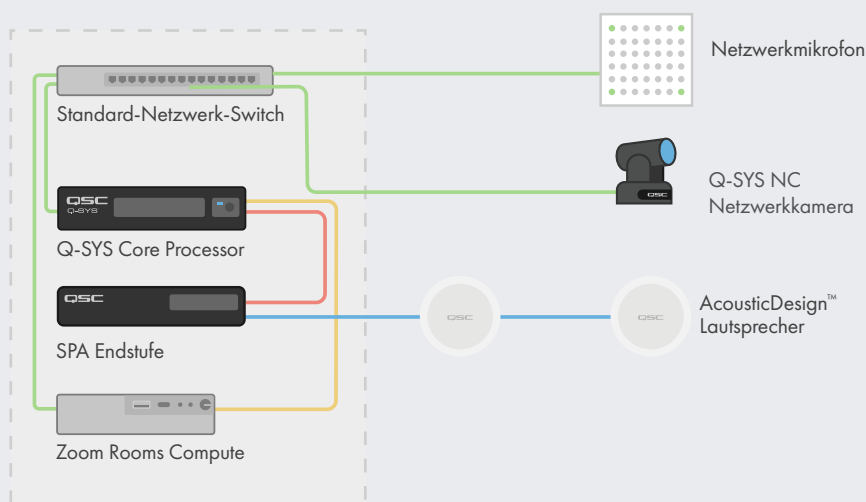 Netzwerkmikrofon
Standard-Netzwerk-Switch
QSC
Q-SYS NC
Netzwerkkamera
QSC
Q-SYS
Q-SYS Core Processor
QSC
QSC
QSC
AcousticDesign™
Lautsprecher
SPA Endstufe
Zoom Rooms Compute